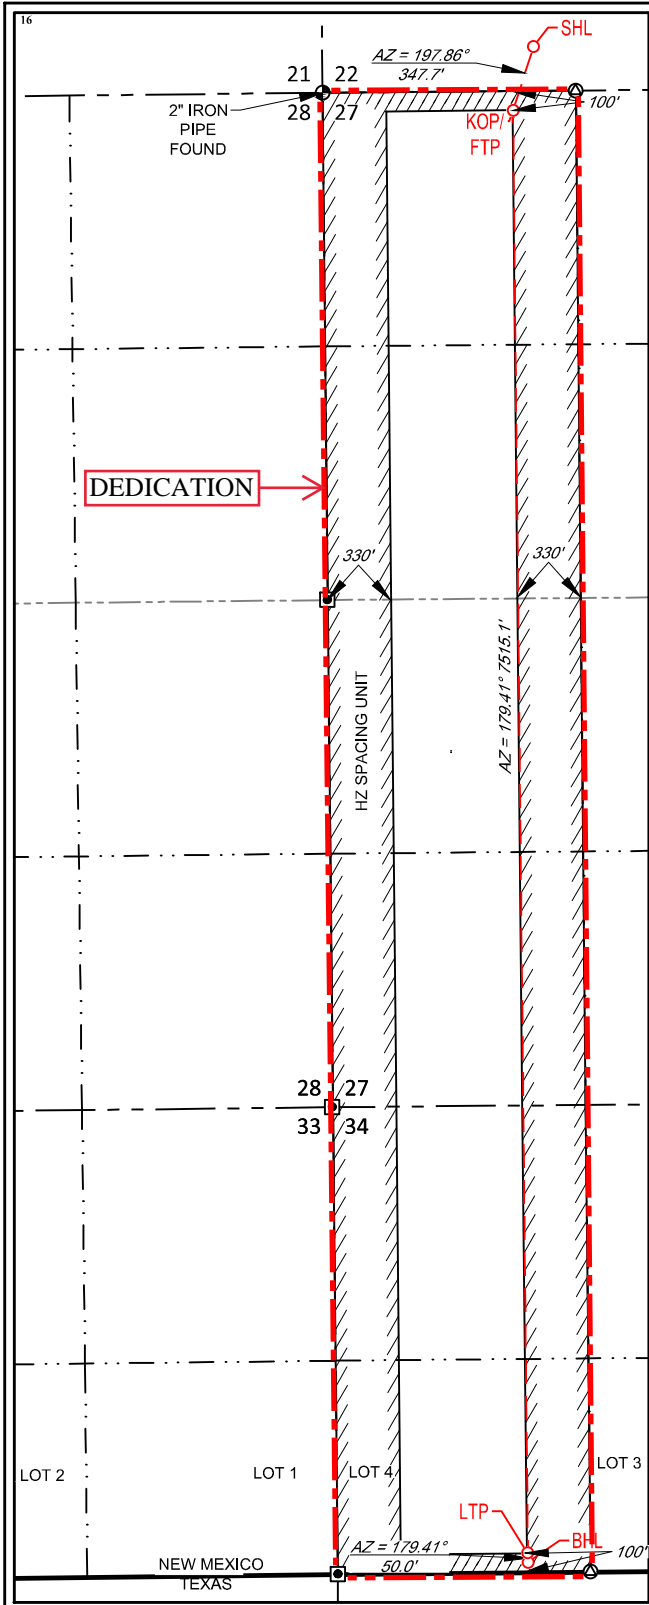 16
SHL
AZ = 197.86°
347.7'
21 22
28 27
2" IRON
PIPE
FOUND
100'
KOP/
FTP
DEDICATION
330'
330'
AZ = 179.41° 7515.1'
HZ SPACING UNIT
28 27
33 34
LOT 2
LOT 1
LOT 4
LOT 3
LTP
BHL
AZ = 179.41°
50.0'
100'
NEW MEXICO
TEXAS